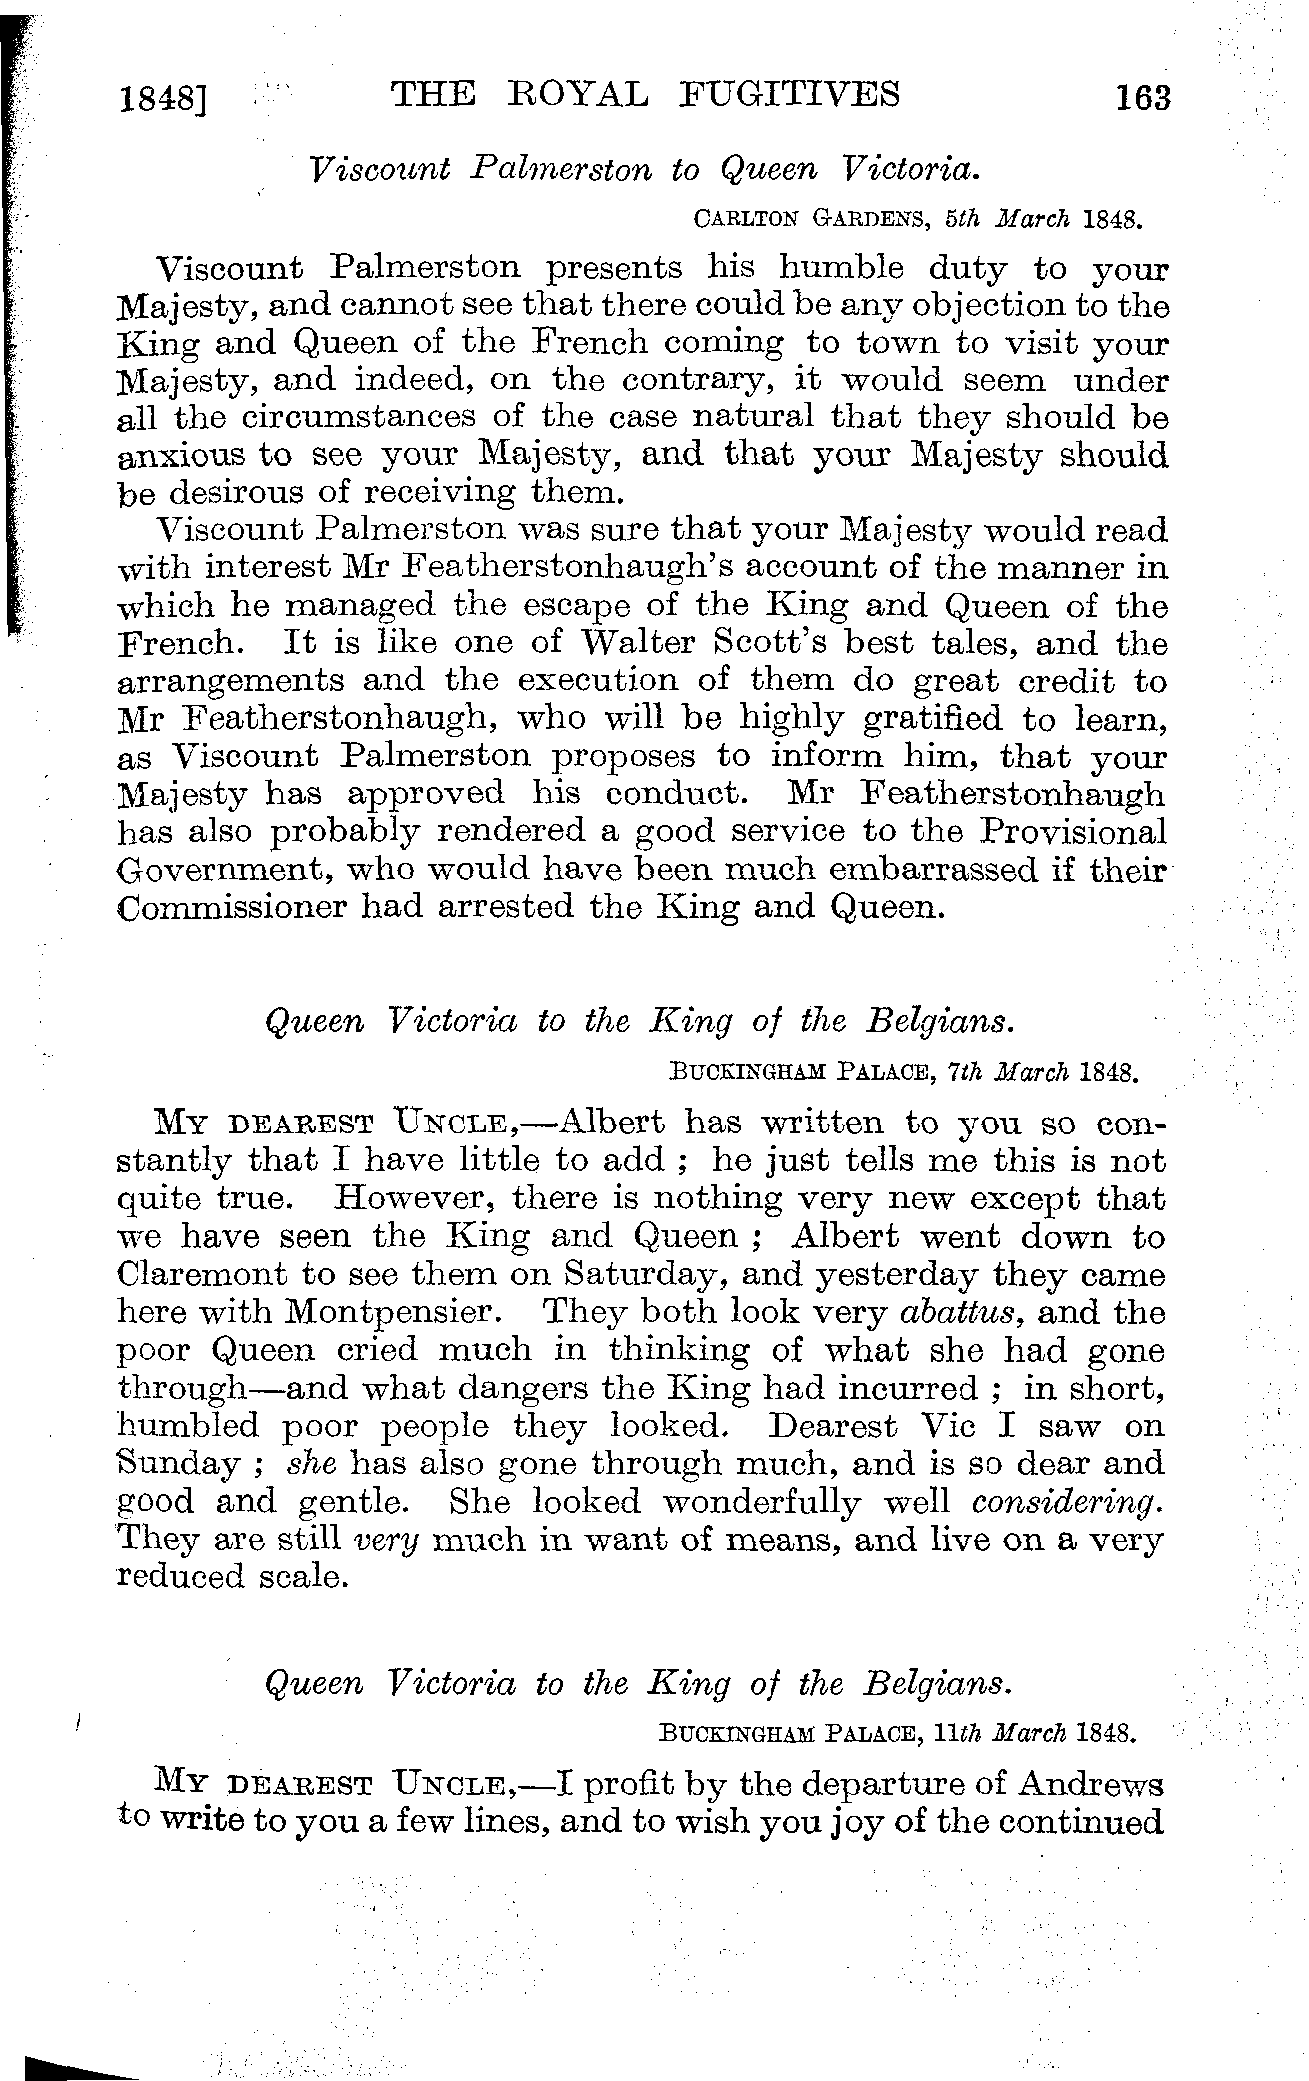 1848] THE ROYAL FUGITIVES 163
Viscount Palmerston to Queen Victoria.
CARLTON GARDENS, 5th March 1848.
Viscount Palmerston presents his humble duty to your
Majesty, and cannot see that there could be any objection to the
King and Queen of the French coming to town to visit your
Majesty, and indeed, on the contrary, it would seem under
all the circumstances of the case natural that they should be
anxious to see your Majesty, and that your Majesty should
be desirous of receiving them.
Viscount Palmerston was sure that your Majesty would read
with interest Mr Featherstonhaugh's account of the manner in
which he managed the escape of the King and Queen of the
French. It is like one of Walter Scott's best tales, and the
arrangements and the execution of them do great credit to
Mr Featherstonhaugh, who will be highly gratified to learn,
as Viscount Palmerston proposes to inform him, that your
Majesty has approved his conduct. Mr Featherstonhaugh
has also probably rendered a good service to the Provisional
Government, who would have been much embarrassed if their
Commissioner had arrested the King and Queen.
Queen Victoria to the King of the Belgians.
BUCKINGHAM PALACE, 7th March 1848.
MY DEAREST UNCLE,—Albert has written to you so con-
stantly that I have little to add ; he just tells me this is not
quite true. However, there is nothing very new except that
we have seen the King and Queen ; Albert went down to
Claremont to see them on Saturday, and yesterday they came
here with Montpensier. They both look very abattus, and the
poor Queen cried much in thinking of what she had gone
through—and what dangers the King had incurred ; in short,
humbled poor people they looked. Dearest Vic I saw on
Sunday ; she has also gone through much, and is so dear and
good and gentle. She looked wonderfully well considering.
They are still very much in want of means, and live on a very
reduced scale.
Queen Victoria to the King of the Belgians.
BUCKINGHAM PALACE, 11th March 1848.
MY DEAREST UNCLE,—I profit by the departure of Andrews
to write to you a few lines, and to wish you joy of the continued